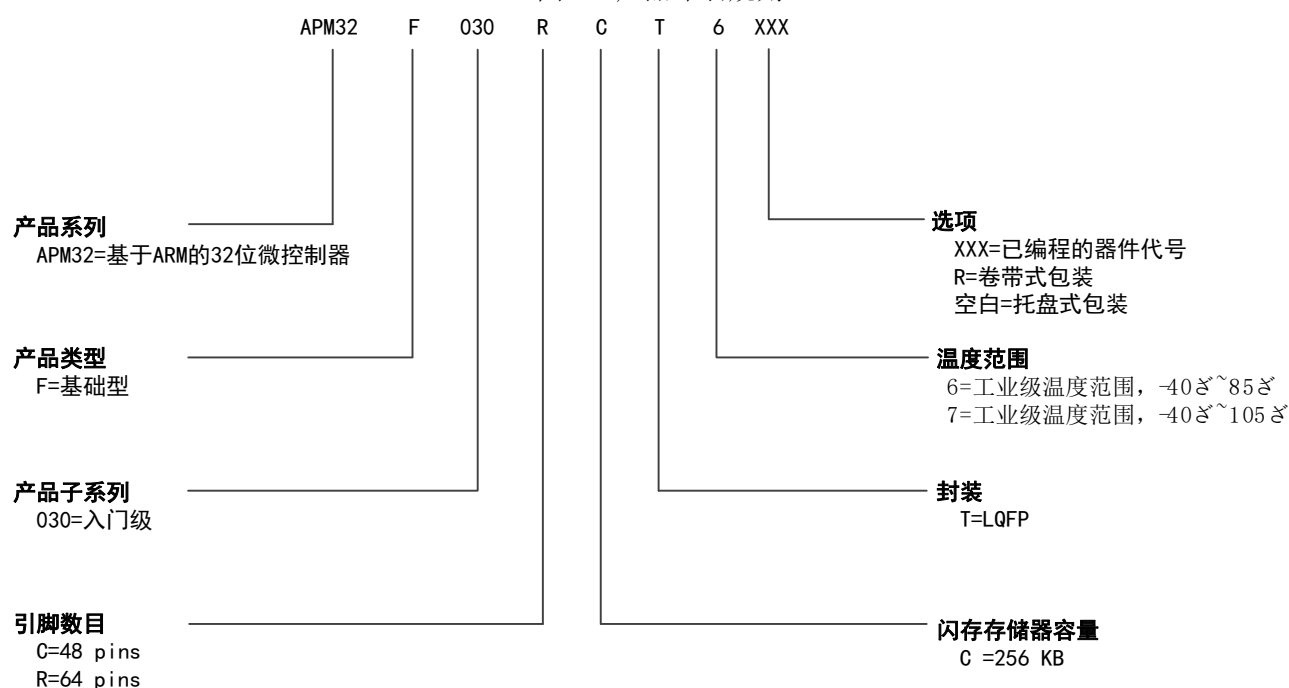 APM32 F 030 R C T 6 XXX
产品系列
APM32=基于ARM的32位微控制器
选项
XXX=已编程的器件代号
R=卷带式包装
空白=托盘式包装
产品类型
F=基础型
温度范围
6=工业级温度范围，-40ざ~85ざ
7=工业级温度范围，-40ざ~105ざ
产品子系列
030=入门级
封装
T=LQFP
引脚数目
C=48 pins
R=64 pins
闪存存储器容量
C =256 KB